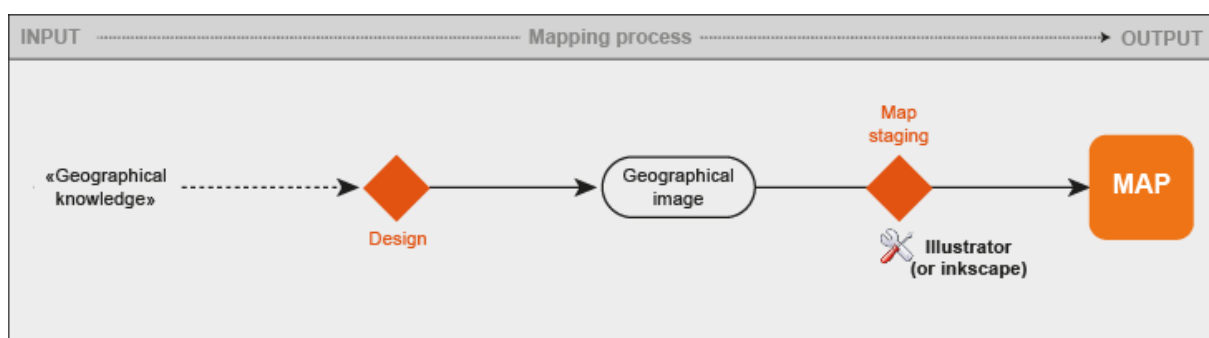 INPUT Mapping process OUTPUT
Map
staging
«Geographical
knowledge»
Geographical
image
MAP
Design
Illustrator
(or inkscape)